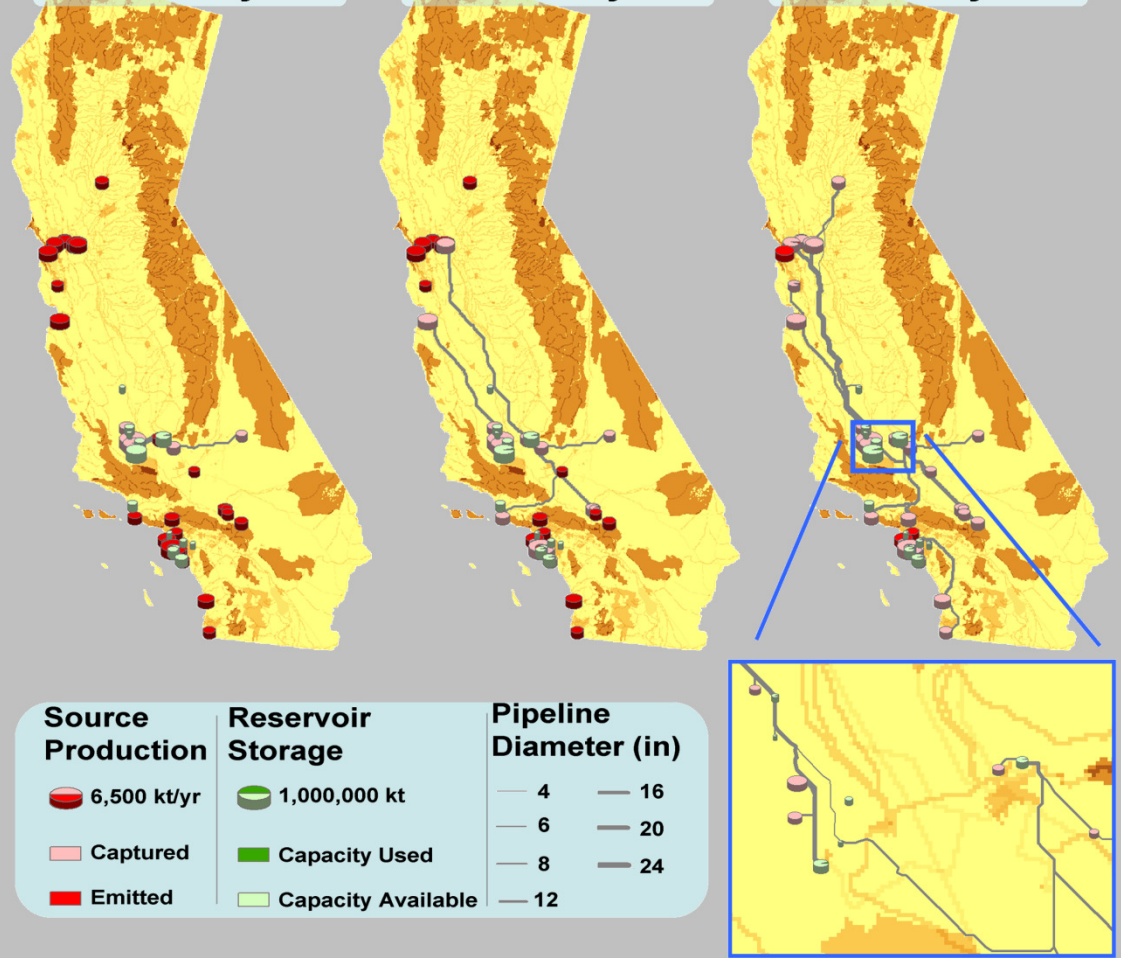 Source
Production
6,500 kt/yr
Captured
Emitted
Reservoir
Storage
1,000,000 kt
Capacity Used
Capacity Available
Pipeline
Diameter (in)
4
6
8
12
16
20
24